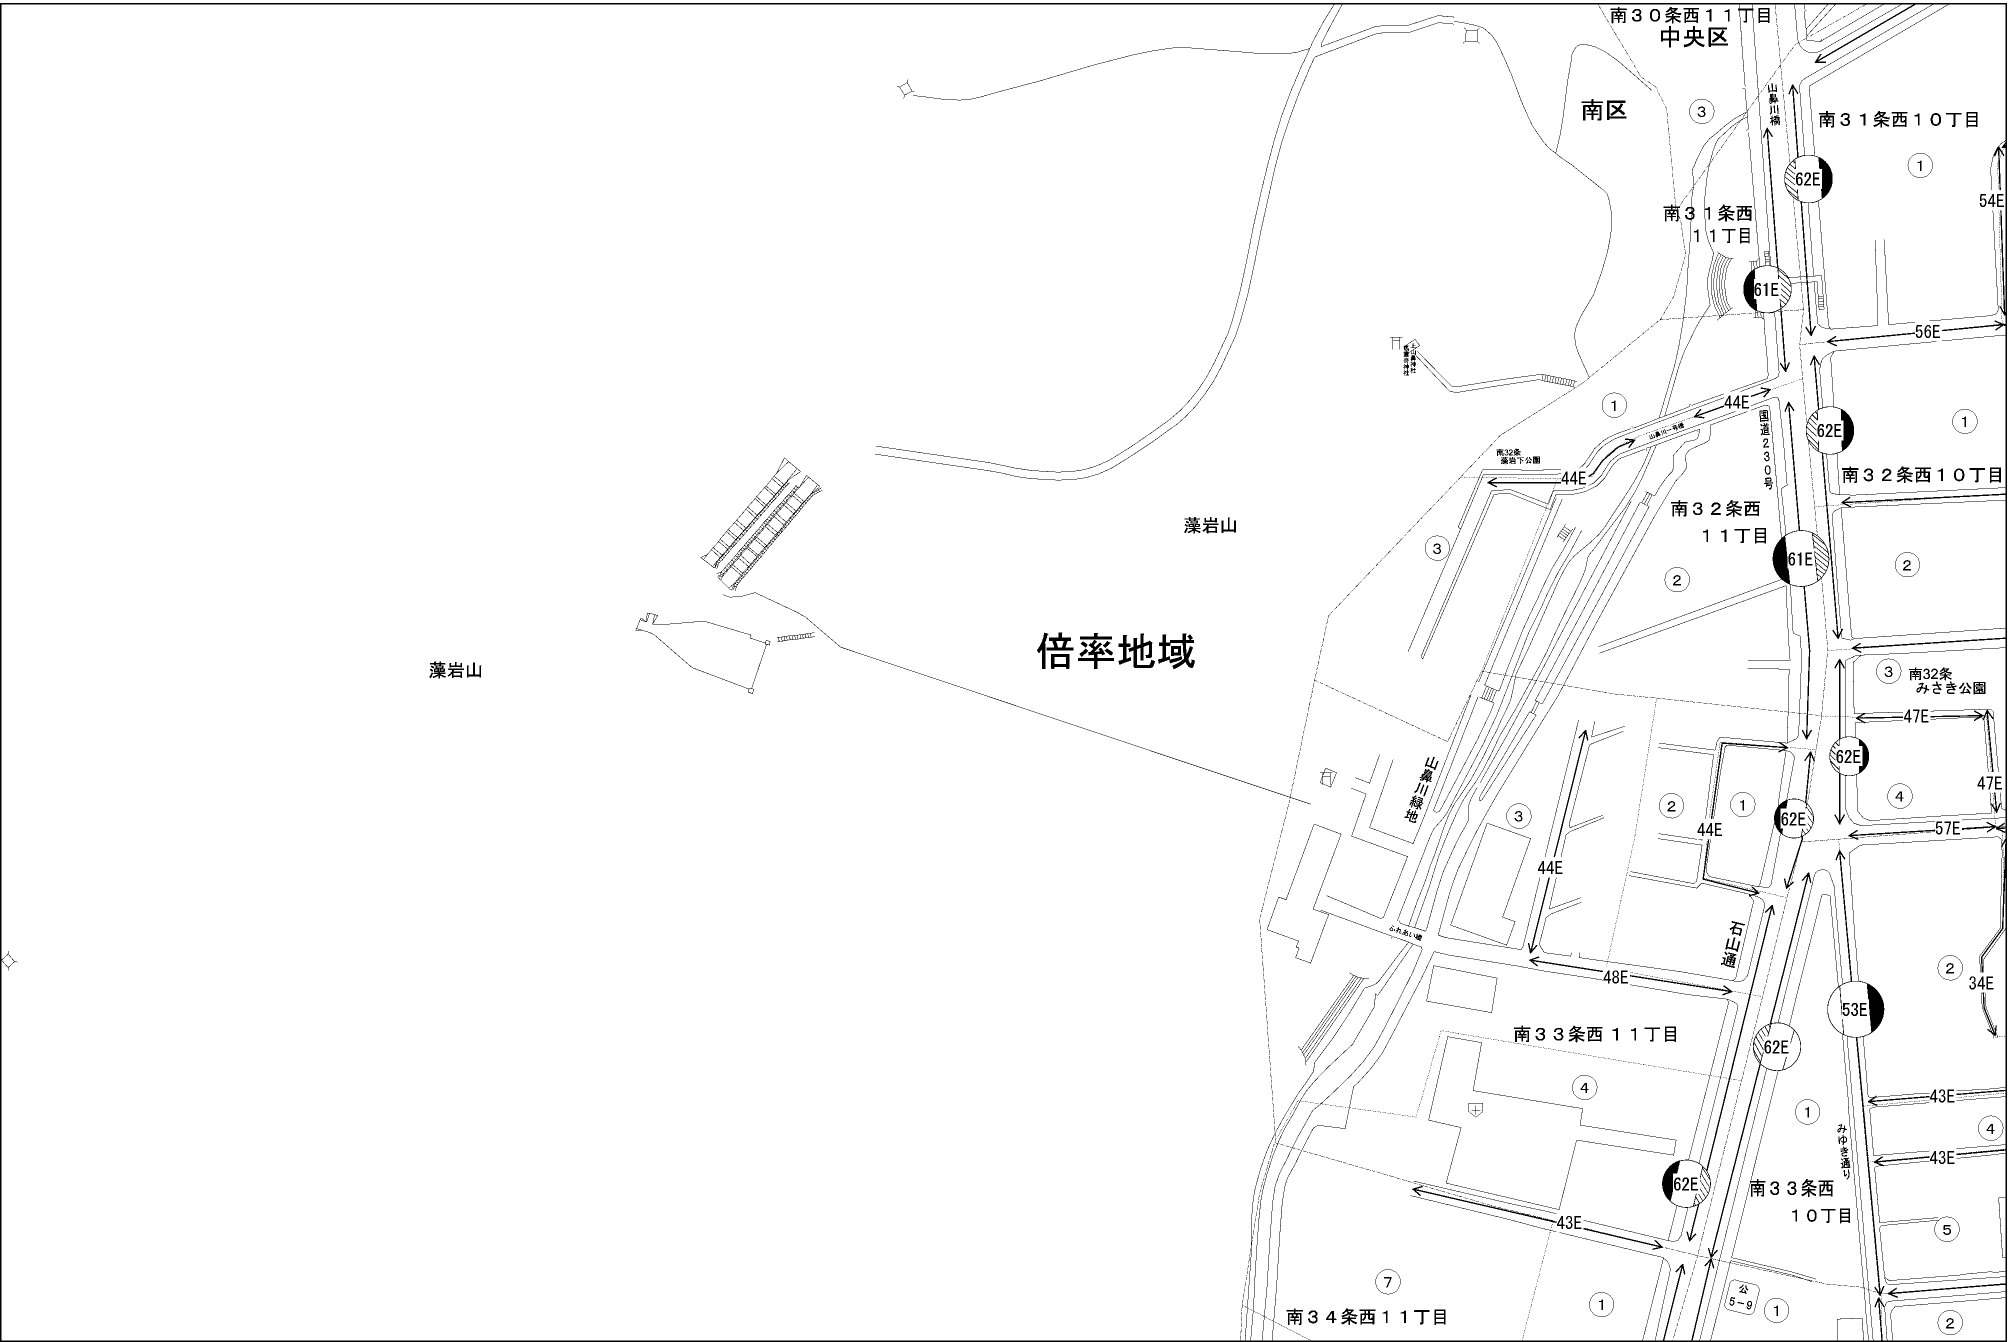 南３０条西１１丁目
中央区
南区
③
山鼻川橋
南３１条西１０丁目
①
62E
54E
南３１条西
１１丁目
61E
56E
①
44E
山鼻川一号橋
国道２３０号
62E
①
南32条
藻岩下公園
44E
南３２条西１０丁目
南３２条西
１１丁目
藻岩山
③
61E
②
②
倍率地域
藻岩山
③
南32条
みさき公園
47E
62E
47E
山鼻川緑地
②
①
④
③
62E
44E
57E
44E
ふれあい橋
石山通
48E
②
34E
53E
南３３条西１１丁目
62E
④
43E
①
④
みゆき通り
43E
62E
南３３条西
１０丁目
43E
⑤
⑦
公
5-9
①
①
南３４条西１１丁目
②